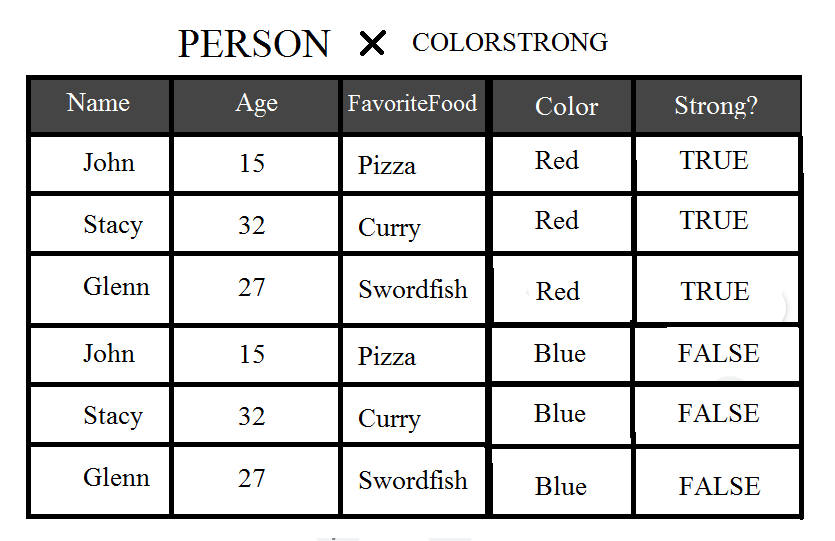 PERSON × COLORSTRONG
Name Age FavoriteFood Color Strong?
John 15 Pizza Red TRUE
Stacy 32 Curry Red TRUE
Glenn 27 Swordfish Red TRUE
John 15 Pizza Blue FALSE
Stacy 32 Curry Blue FALSE
Glenn 27 Swordfish Blue FALSE